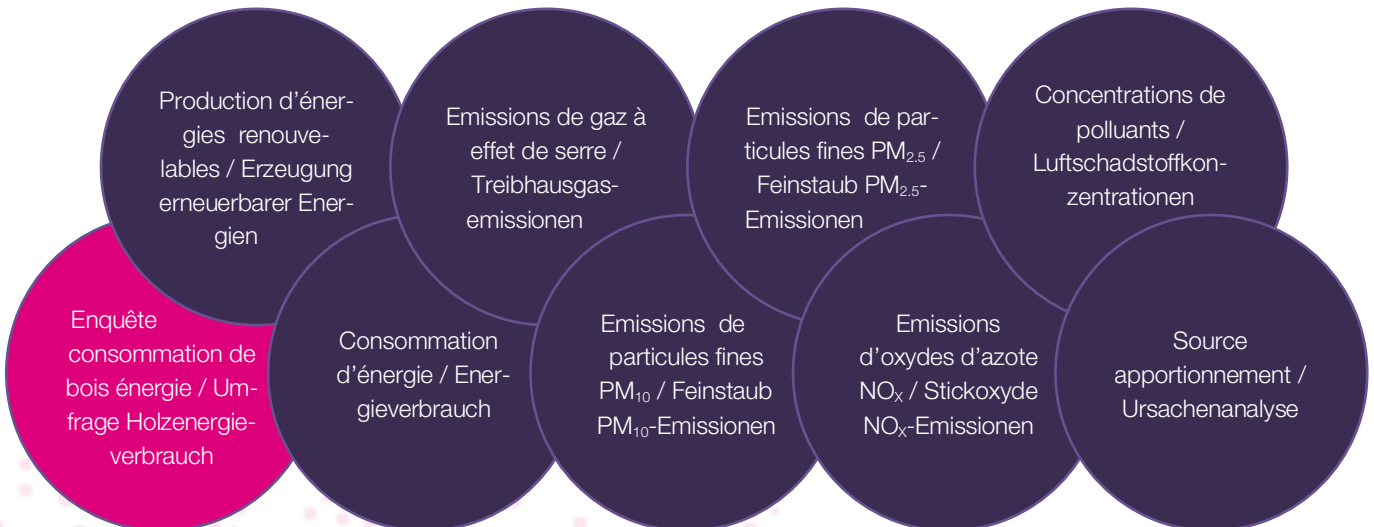 Production d’éner-
gies renouve-
lables / Erzeugung
erneuerbarer Ener-
gien
Emissions de gaz à
effet de serre /
Treibhausgas-
emissionen
Emissions de par-
ticules fines PM2.5 /
Feinstaub PM2.5-
Emissionen
Concentrations de
polluants /
Luftschadstoffkon-
zentrationen
Enquête
consommation de
bois énergie / Um-
frage Holzenergie-
verbrauch
Consommation
d’énergie / Ener-
gieverbrauch
Emissions de
particules fines
PM10 / Feinstaub
PM10-Emissionen
Emissions
d’oxydes d’azote
NOX / Stickoxyde
NOX-Emissionen
Source
apportionnement /
Ursachenanalyse